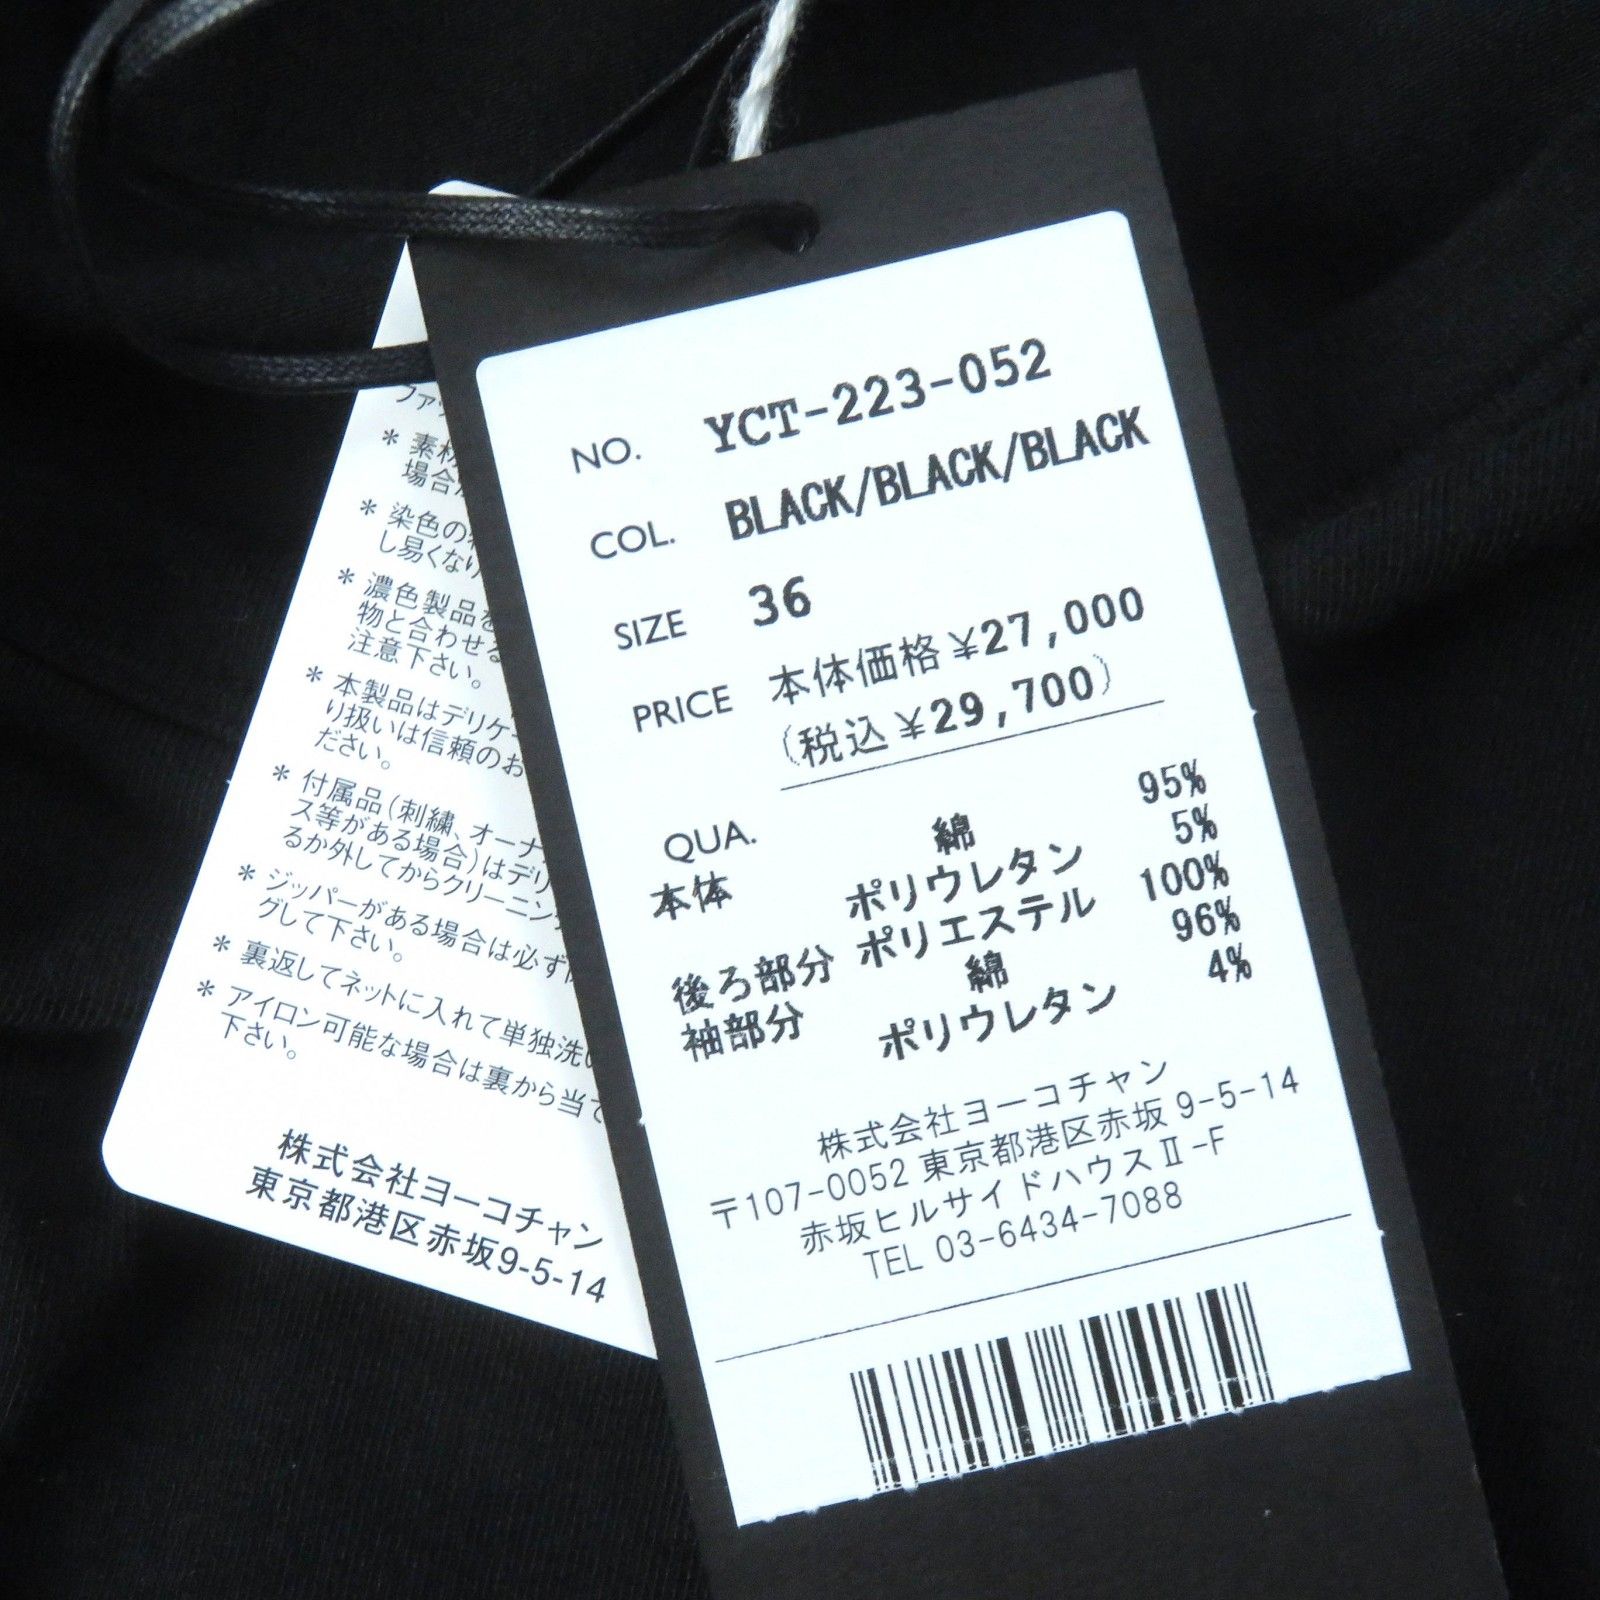 NO. YCT-223-052
COL. BLACK/BLACK/BLACK
SIZE 36
PRICE 本体価格¥27,000
(税込¥29,700)
QUA.
本体 綿 95%
ポリウレタン 5%
後ろ部分 ポリエステル 100%
袖部分 綿 96%
ポリウレタン 4%
株式会社ヨーコチャン
〒107-0052 東京都港区赤坂 9-5-14
赤坂ヒルサイドハウスⅡ-F
TEL 03-6434-7088
ファ
* 素材
場合
* 染色の
し易くなり
* 濃色製品を
物と合わせる
注意下さい。
* 本製品はデリケー
り扱いは信頼のお
ださい。
* 付属品(刺繍、オーナ
ス等がある場合)はデリ
るか外してからクリーニン
* ジッパーがある場合は必ず
グして下さい。
* 裏返してネットに入れて単独洗い
* アイロン可能な場合は裏から当て
下さい。
株式会社ヨーコチャン
東京都港区赤坂9-5-14